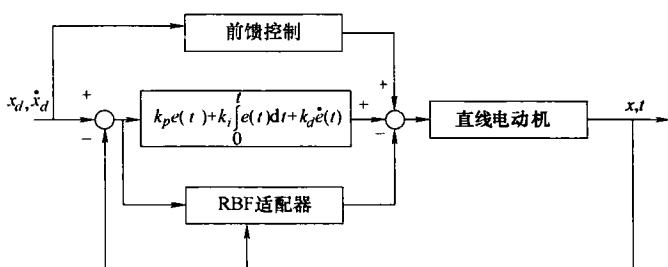 前馈控制
x_d,ẋ_d
+
+
k_p e(t)+k_i∫_0^t e(t)dt+k_d ė(t)
+
直线电动机
x,t
−
−
RBF适配器